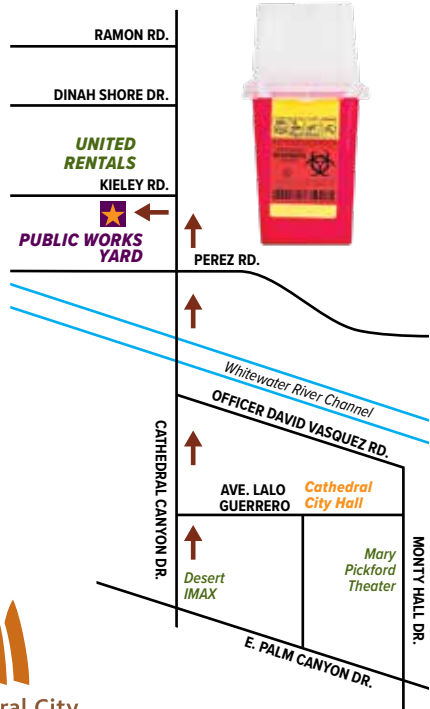 RAMON RD.
DINAH SHORE DR.
UNITED
RENTALS
KIELEY RD.
PUBLIC WORKS
YARD
PEREZ RD.
Whitewater River Channel
OFFICER DAVID VASQUEZ RD.
CATHEDRAL CANYON DR.
AVE. LALO
GUERRERO
Cathedral
City Hall
Desert
IMAX
Mary
Pickford
Theater
MONTY HALL DR.
E. PALM CANYON DR.
ral City